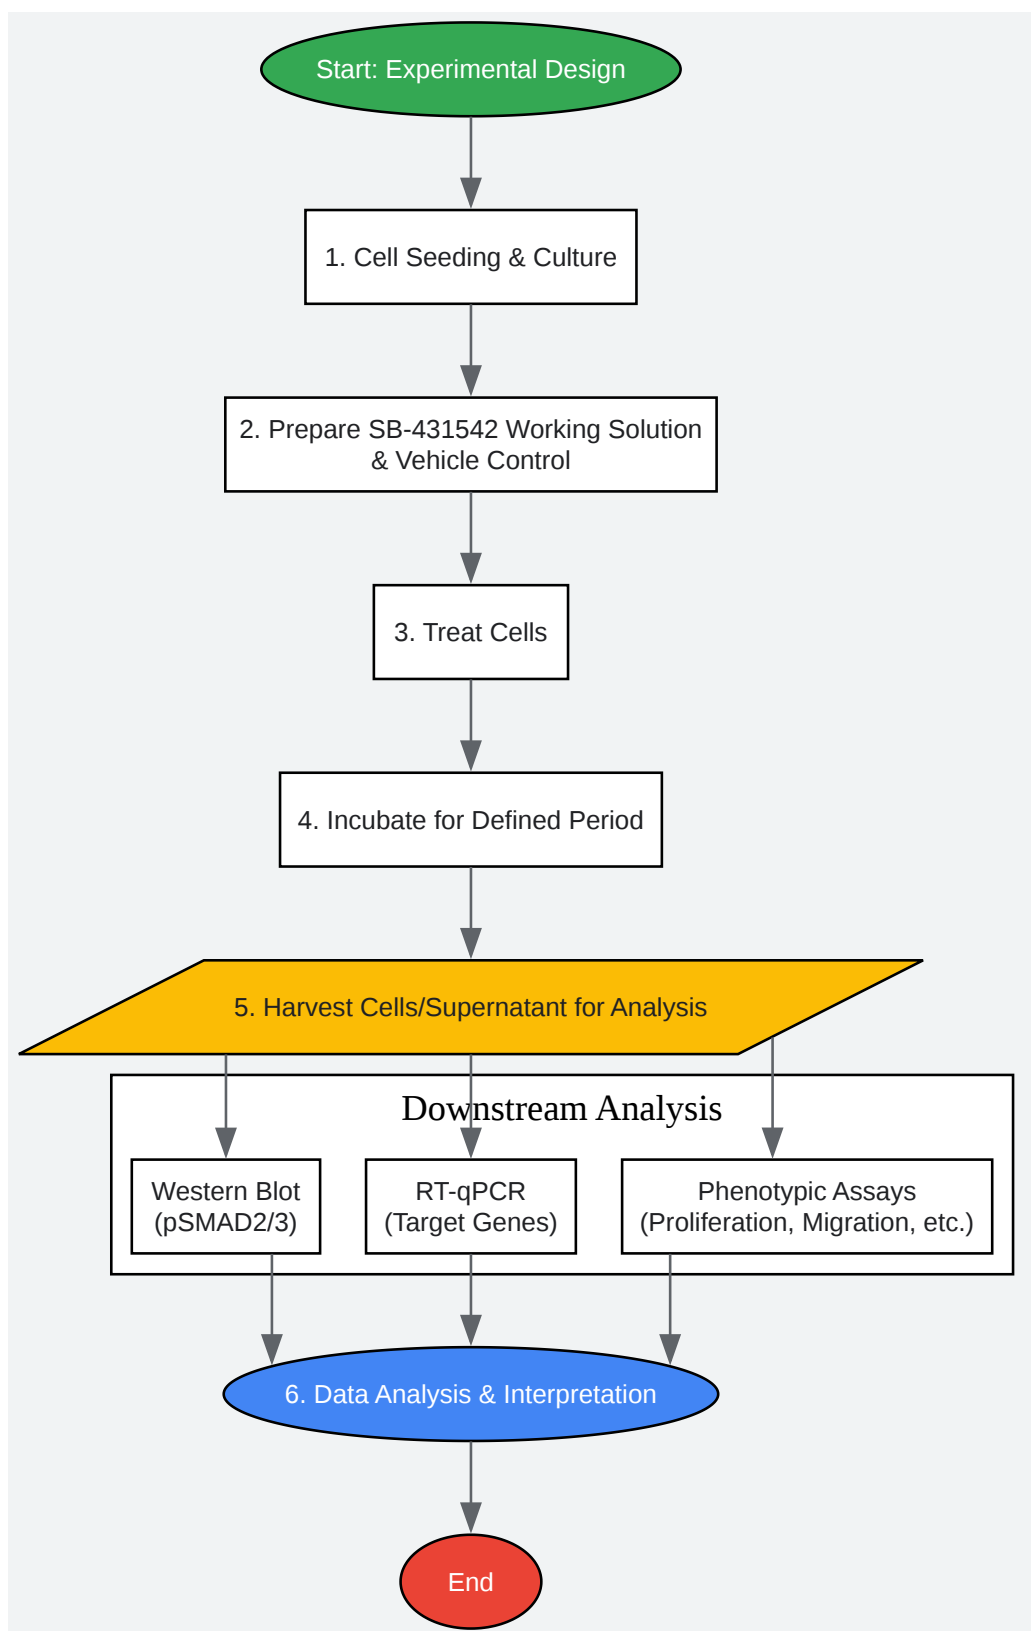 Start: Experimental Design
1. Cell Seeding & Culture
2. Prepare SB-431542 Working Solution
& Vehicle Control
3. Treat Cells
4. Incubate for Defined Period
5. Harvest Cells/Supernatant for Analysis
Downstream Analysis
Western Blot
(pSMAD2/3)
RT-qPCR
(Target Genes)
Phenotypic Assays
(Proliferation, Migration, etc.)
6. Data Analysis & Interpretation
End